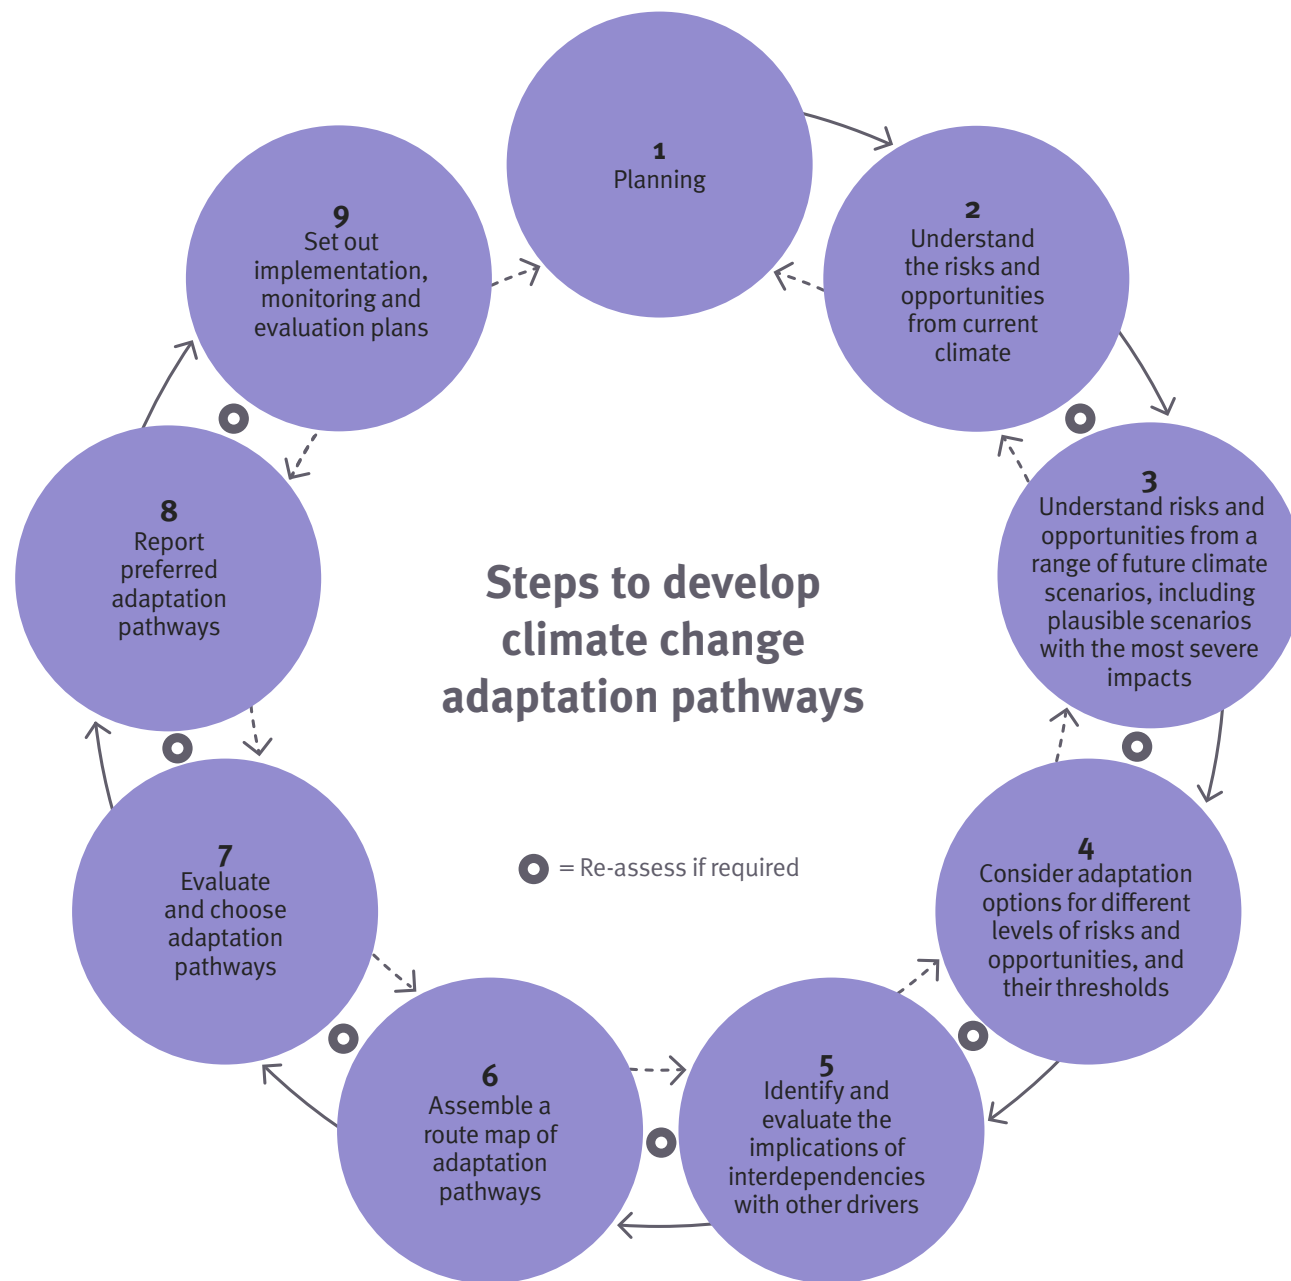 1
Planning
2
Understand
the risks and
opportunities
from current
climate
3
Understand risks and
opportunities from a
range of future climate
scenarios, including
plausible scenarios
with the most severe
impacts
4
Consider adaptation
options for different
levels of risks and
opportunities, and
their thresholds
5
Identify and
evaluate the
implications of
interdependencies
with other drivers
6
Assemble a
route map of
adaptation
pathways
7
Evaluate
and choose
adaptation
pathways
8
Report
preferred
adaptation
pathways
9
Set out
implementation,
monitoring and
evaluation plans
Steps to develop
climate change
adaptation pathways
= Re-assess if required